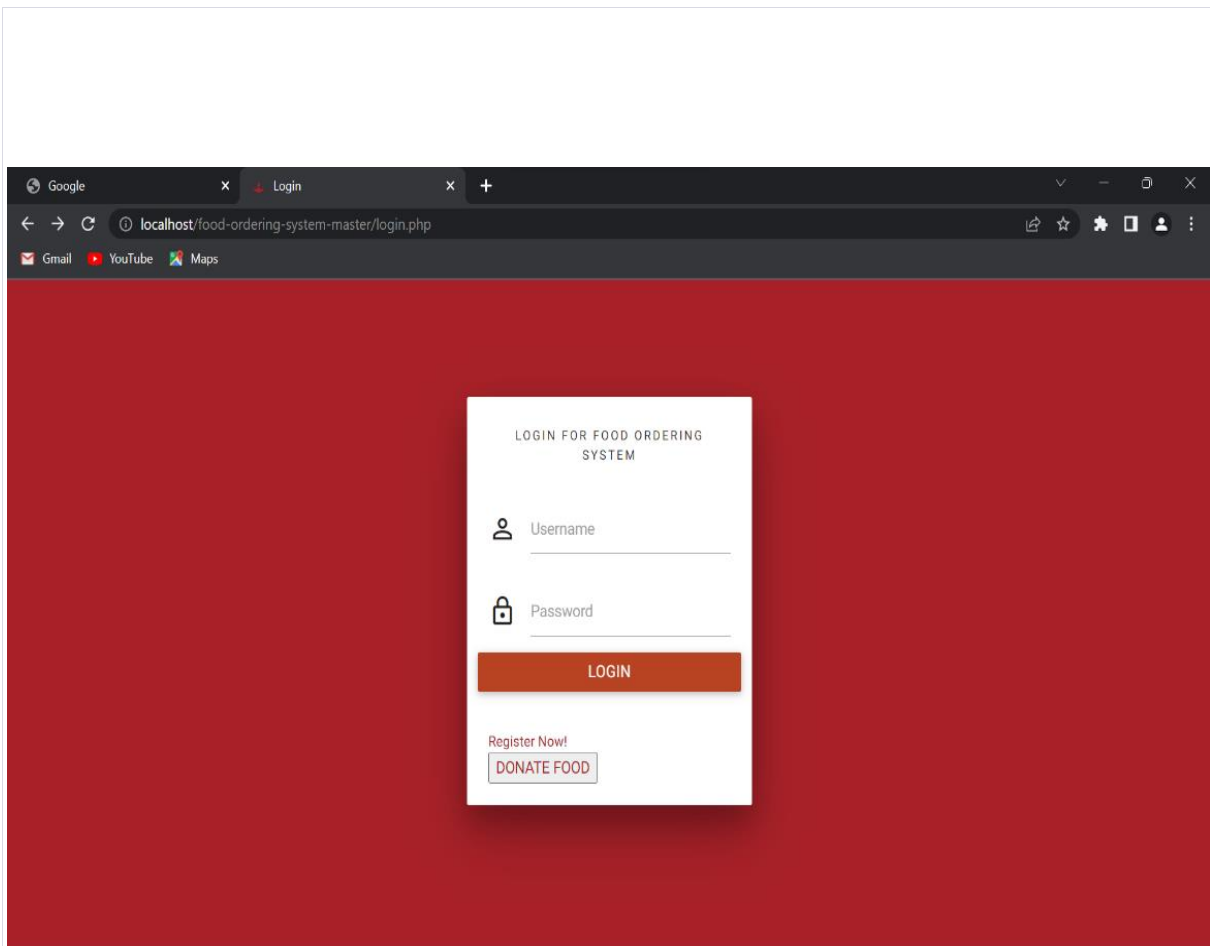 Google
Login
localhost/food-ordering-system-master/login.php
Gmail YouTube Maps
LOGIN FOR FOOD ORDERING
SYSTEM
Username
Password
LOGIN
Register Now!
DONATE FOOD